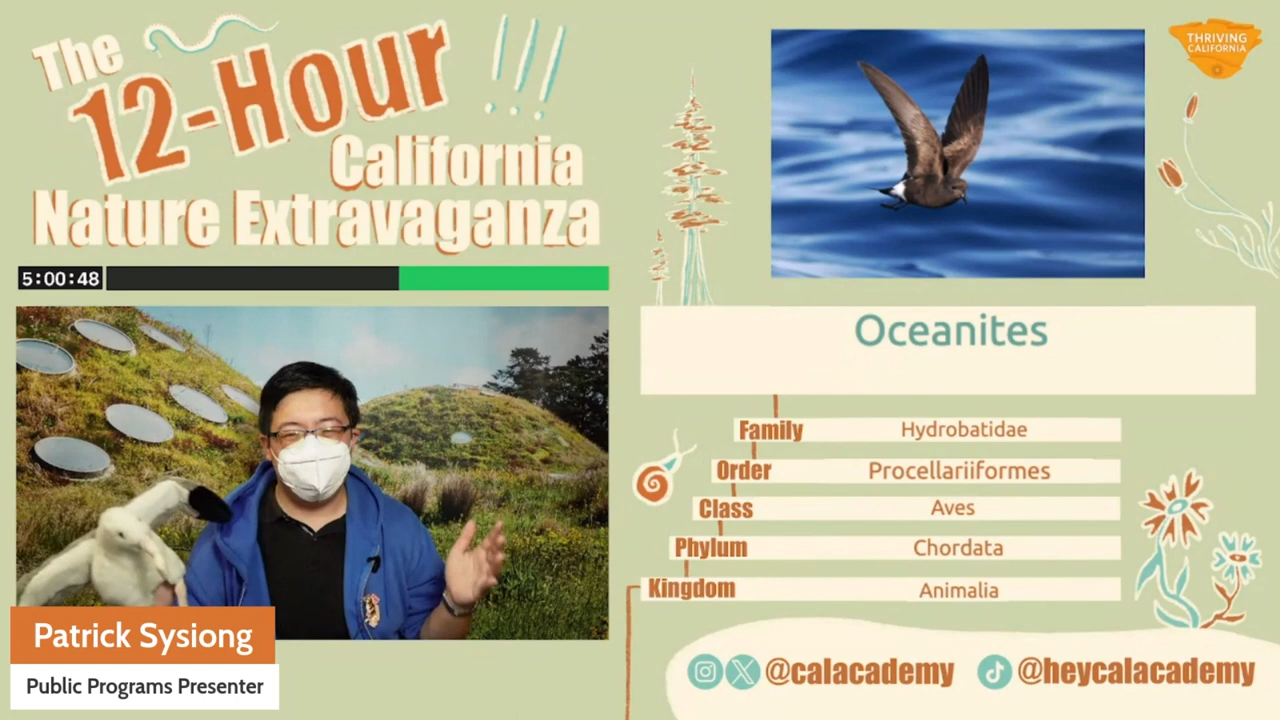 The
12-Hour !!!
California
Nature Extravaganza
THRIVING
CALIFORNIA
5:00:48
Oceanites
Family Hydrobatidae
Order Procellariiformes
Class Aves
Phylum Chordata
Kingdom Animalia
Patrick Sysiong
Public Programs Presenter
@calacademy @heycalacademy